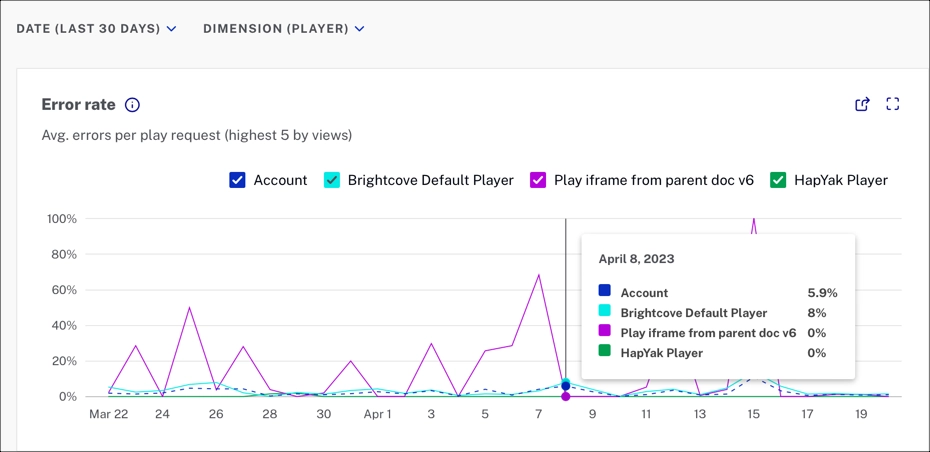 DATE (LAST 30 DAYS) DIMENSION (PLAYER)
Error rate
Avg. errors per play request (highest 5 by views)
Account Brightcove Default Player Play iframe from parent doc v6 HapYak Player
100%
80%
60%
40%
20%
0%
April 8, 2023
Account 5.9%
Brightcove Default Player 8%
Play iframe from parent doc v6 0%
HapYak Player 0%
Mar 22 24 26 28 30 Apr 1 3 5 7 9 11 13 15 17 19